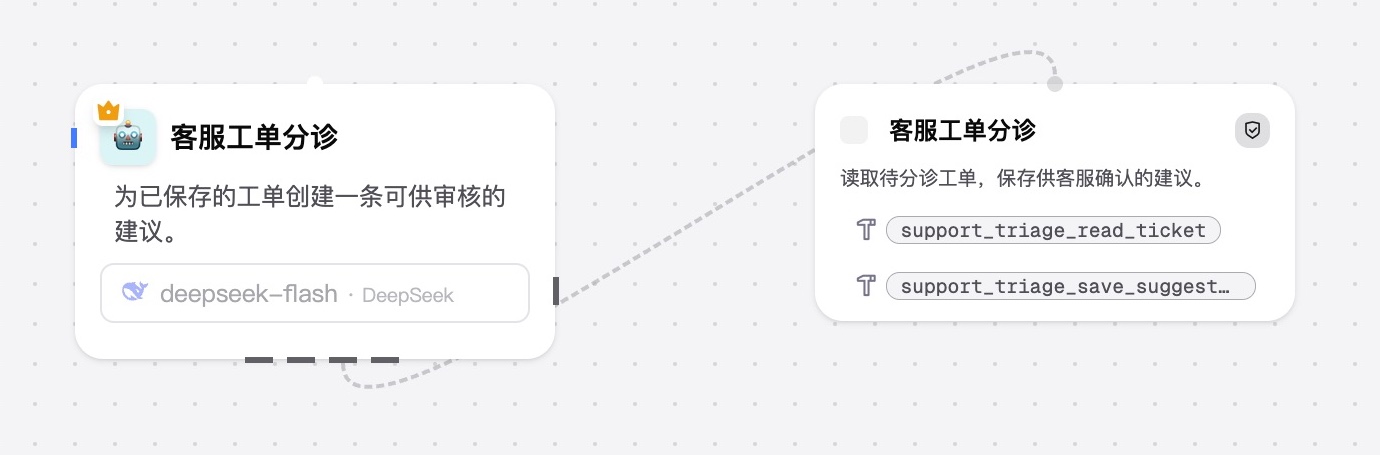 客服工单分诊
为已保存的工单创建一条可供审核的
建议。
deepseek-flash · DeepSeek
客服工单分诊
读取待分诊工单，保存供客服确认的建议。
support_triage_read_ticket
support_triage_save_suggest…